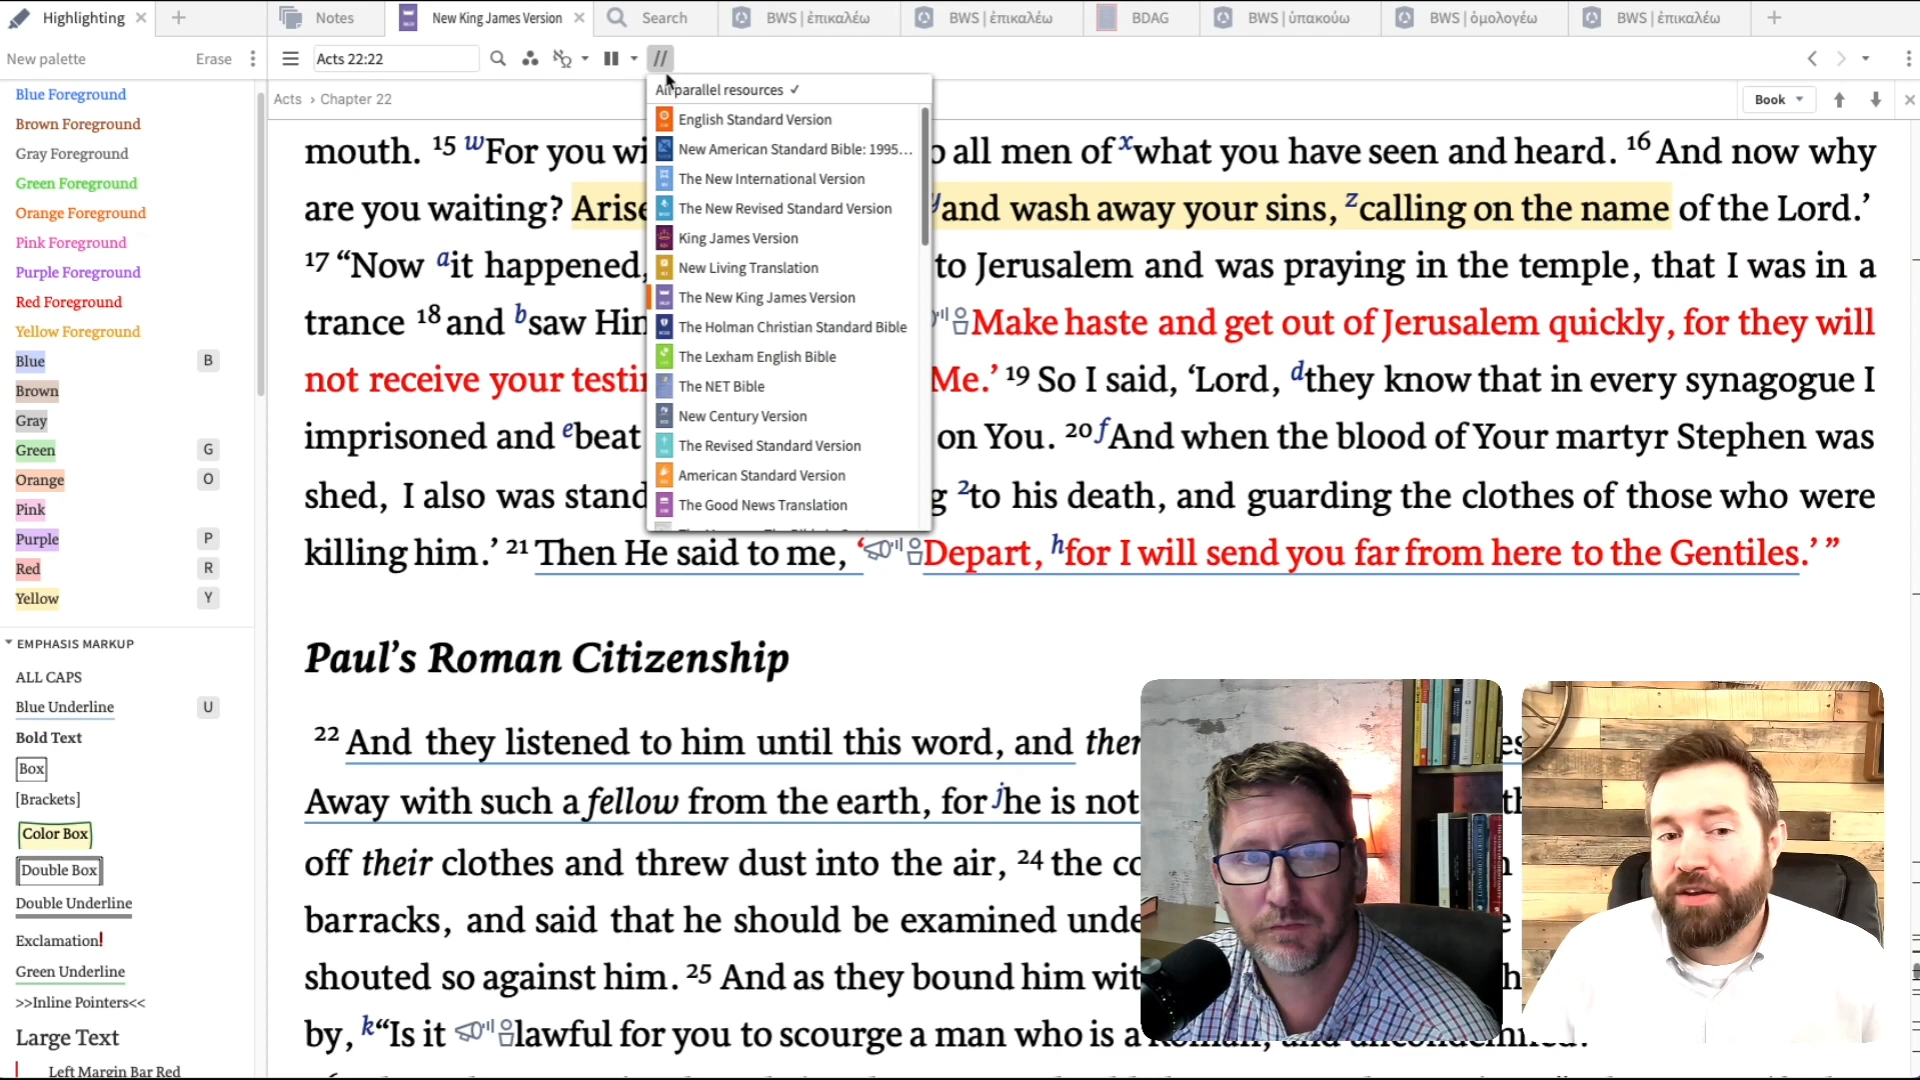 Highlighting
Notes
New King James Version
Search
BWS | ἐπικαλέω
BWS | ἐπικαλέω
BDAG
BWS | ὑπακούω
BWS | ὁμολογέω
BWS | ἐπικαλέω
New palette
Erase
Acts 22:22
Acts › Chapter 22
Book
Blue Foreground
Brown Foreground
Gray Foreground
Green Foreground
Orange Foreground
Pink Foreground
Purple Foreground
Red Foreground
Yellow Foreground
Blue B
Brown
Gray
Green G
Orange O
Pink
Purple P
Red R
Yellow Y
EMPHASIS MARKUP
ALL CAPS
Blue Underline U
Bold Text
Box
[Brackets]
Color Box
Double Box
Double Underline
Exclamation!
Green Underline
>>Inline Pointers<<
Large Text
Left Margin Bar Red
All parallel resources ✓
English Standard Version
New American Standard Bible: 1995...
The New International Version
The New Revised Standard Version
King James Version
New Living Translation
The New King James Version
The Holman Christian Standard Bible
The Lexham English Bible
The NET Bible
New Century Version
The Revised Standard Version
American Standard Version
The Good News Translation
mouth. 15 w For you all men of x what you have seen and heard. 16 And now why
are you waiting? Arise y and wash away your sins, z calling on the name of the Lord.’
17 “Now a it happened, to Jerusalem and was praying in the temple, that I was in a
trance 18 and b saw Him Make haste and get out of Jerusalem quickly, for they will
not receive your Me.’ 19 So I said, ‘Lord, d they know that in every synagogue I
imprisoned and e beat on You. 20 f And when the blood of Your martyr Stephen was
shed, I also was 2 to his death, and guarding the clothes of those who were
killing him.’ 21 Then He said to me, ‘Depart, h for I will send you far from here to the Gentiles.’ ”
Paul’s Roman Citizenship
22 And they listened to him until this word, and
Away with such a fellow from the earth, for j he is not
off their clothes and threw dust into the air, 24 the
barracks, and said that he should be examined
shouted so against him. 25 And as they bound him
by, k “Is it lawful for you to scourge a man who is a Roman, and uncondemned?